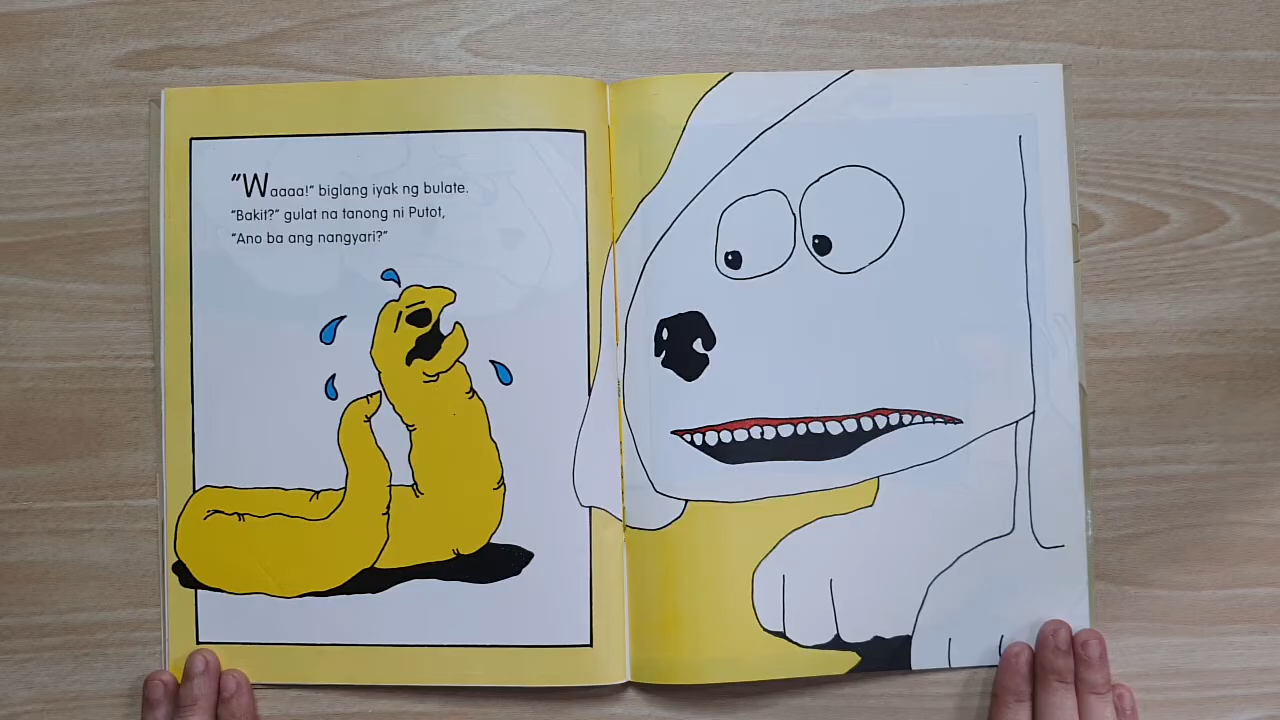 "Waaaa!" biglang iyak ng bulate.
"Bakit?" gulat na tanong ni Putot,
"Ano ba ang nangyari?"